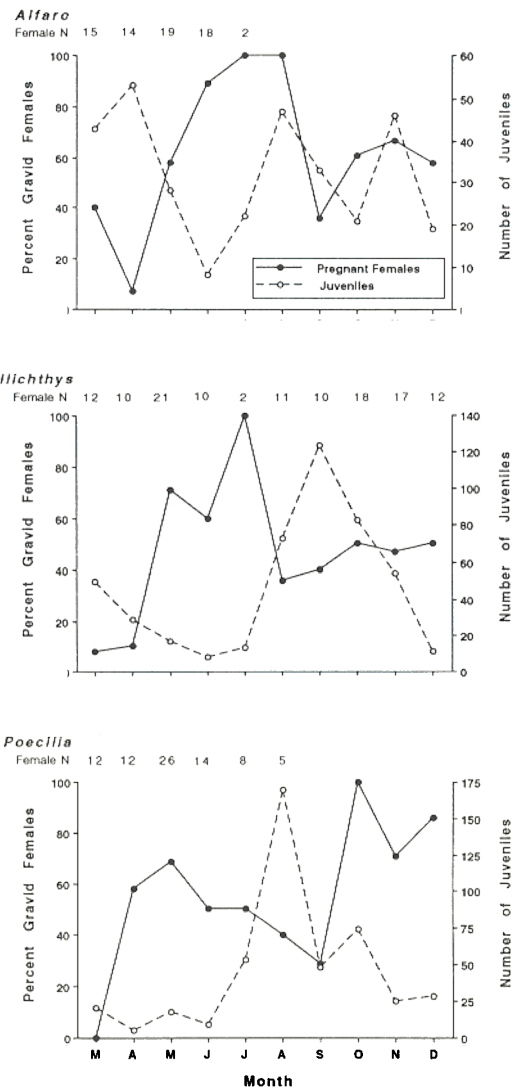 Alfaro
Female N 15 14 19 18 2
100
80
60
40
20
Percent Gravid Females
60
50
40
30
20
10
Number of Juveniles
Pregnant Females
Juveniles
llichthys
Female N 12 10 21 10 2 11 10 18 17 12
100
80
60
40
20
Percent Gravid Females
140
120
100
80
60
40
20
0
Number of Juveniles
Poecilia
Female N 12 12 26 14 8 5
100
80
60
40
20
0
Percent Gravid Females
175
150
125
100
75
50
25
0
Number of Juveniles
M A M J J A S O N D
Month